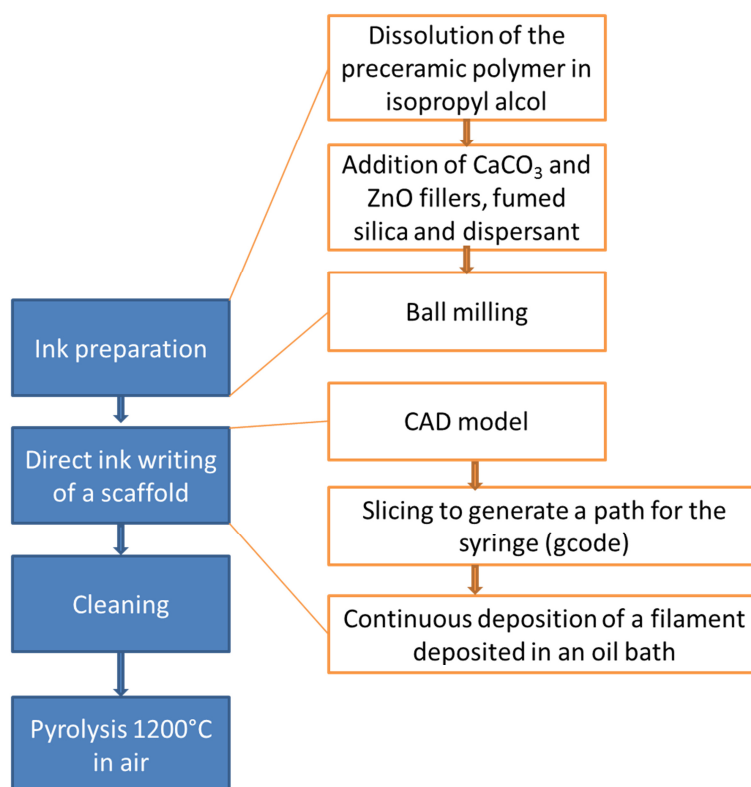 Dissolution of the
preceramic polymer in
isopropyl alcol
Addition of CaCO₃ and
ZnO fillers, fumed
silica and dispersant
Ball milling
Ink preparation
CAD model
Direct ink writing
of a scaffold
Slicing to generate a path for the
syringe (gcode)
Cleaning
Continuous deposition of a filament
deposited in an oil bath
Pyrolysis 1200°C
in air